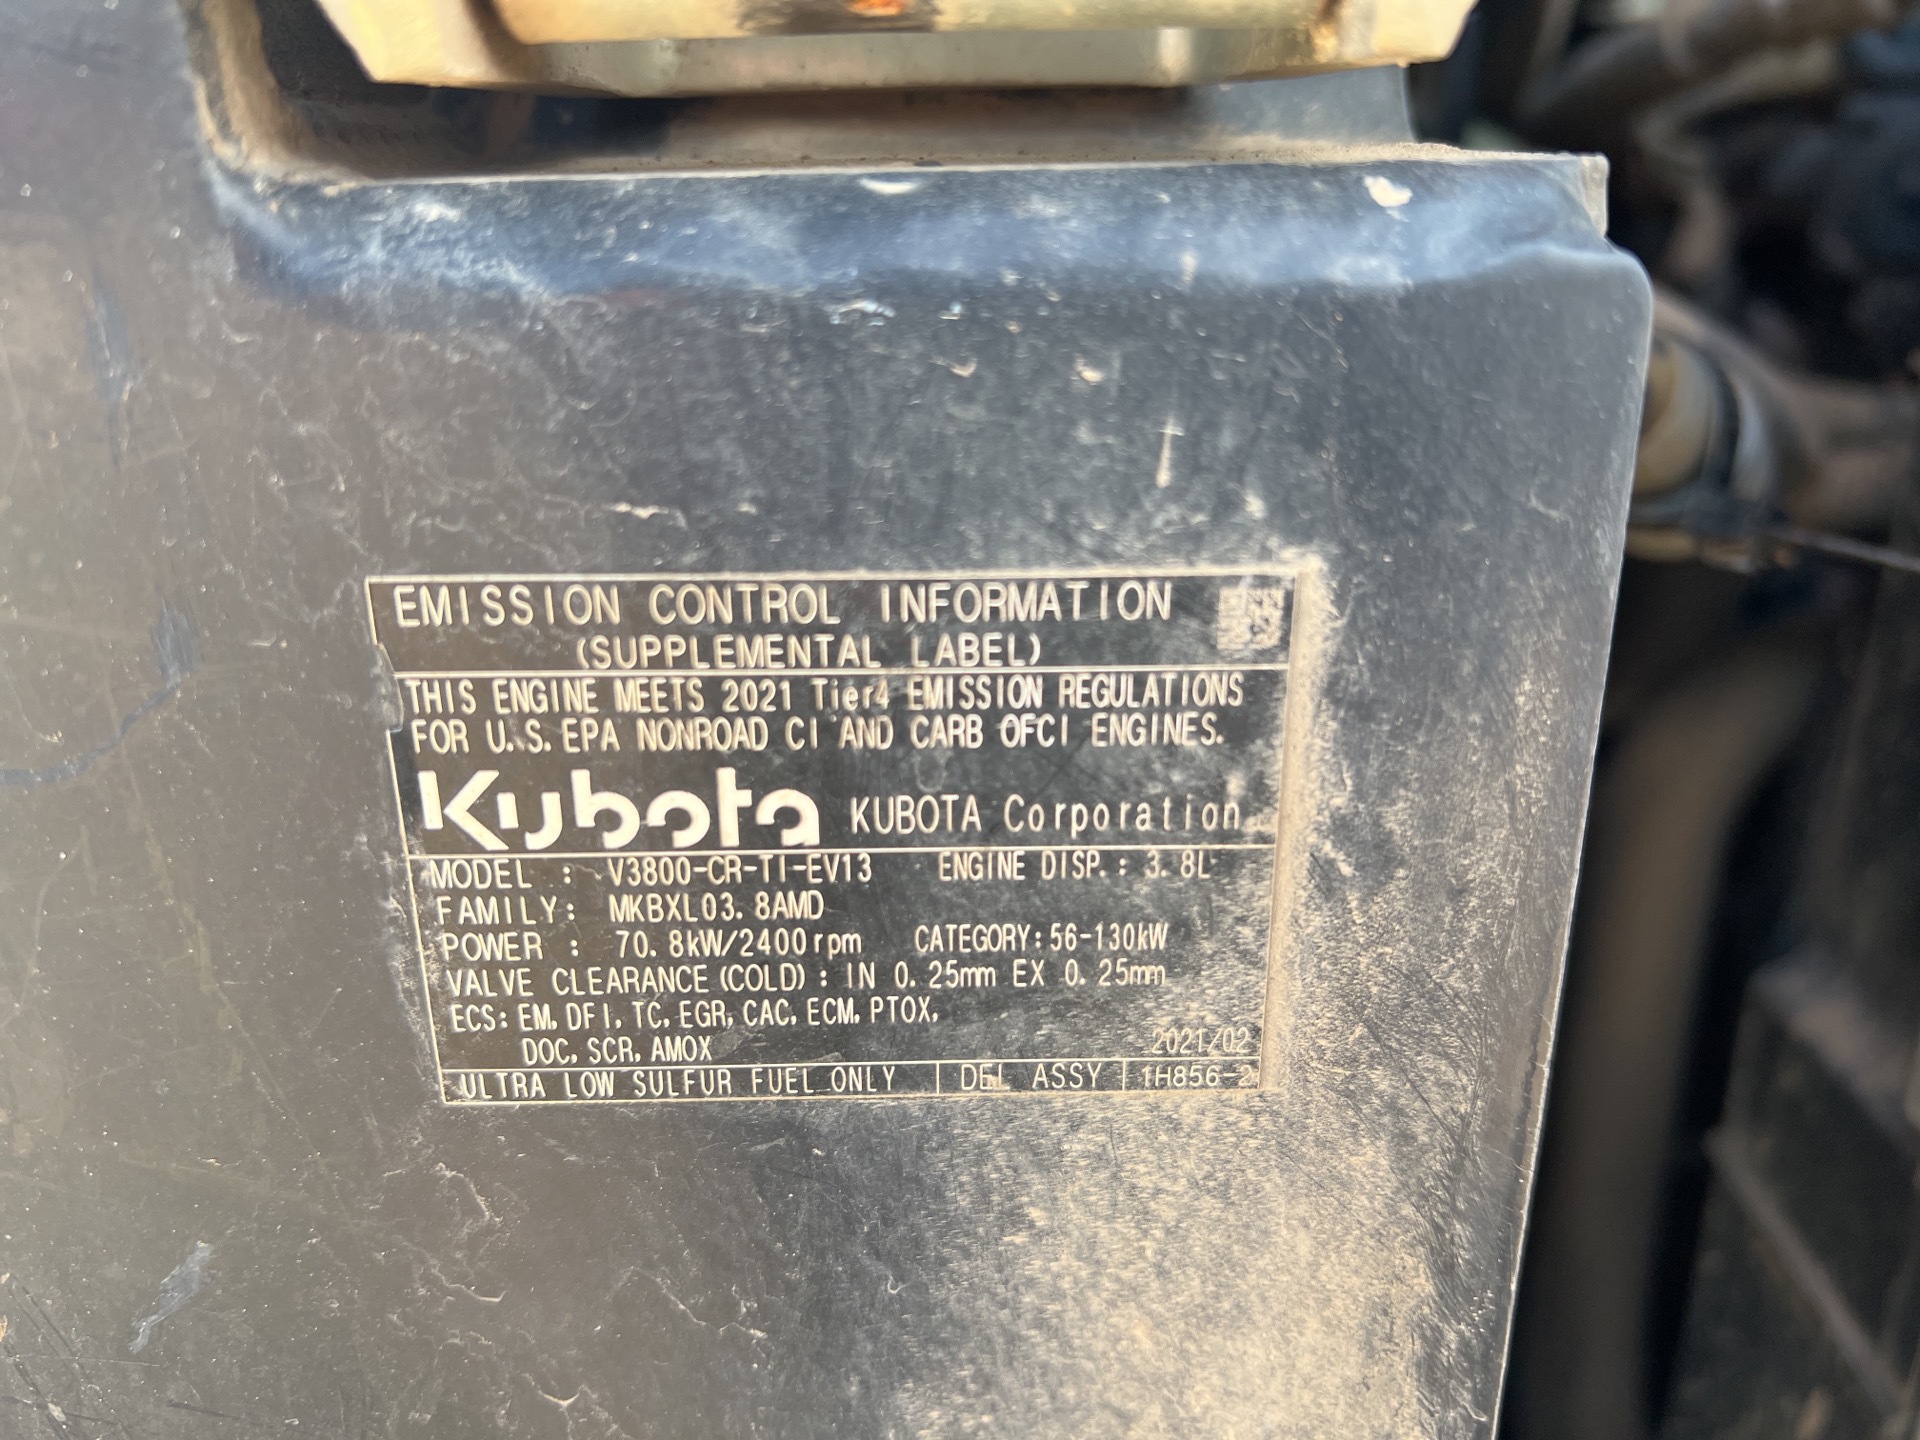 EMISSION CONTROL INFORMATION
(SUPPLEMENTAL LABEL)
THIS ENGINE MEETS 2021 Tier4 EMISSION REGULATIONS
FOR U.S. EPA NONROAD CI AND CARB OFCI ENGINES.
Kubota KUBOTA Corporation
MODEL : V3800-CR-TI-EV13 ENGINE DISP.: 3.8L
FAMILY: MKBXL03.8AMD
POWER : 70.8kW/2400rpm CATEGORY:56-130kW
VALVE CLEARANCE(COLD): IN 0.25mm EX 0.25mm
ECS: EM, DFI, TC, EGR, CAC, ECM, PTOX,
DOC, SCR, AMOX 2021/02
ULTRA LOW SULFUR FUEL ONLY DEL ASSY 1H856-2